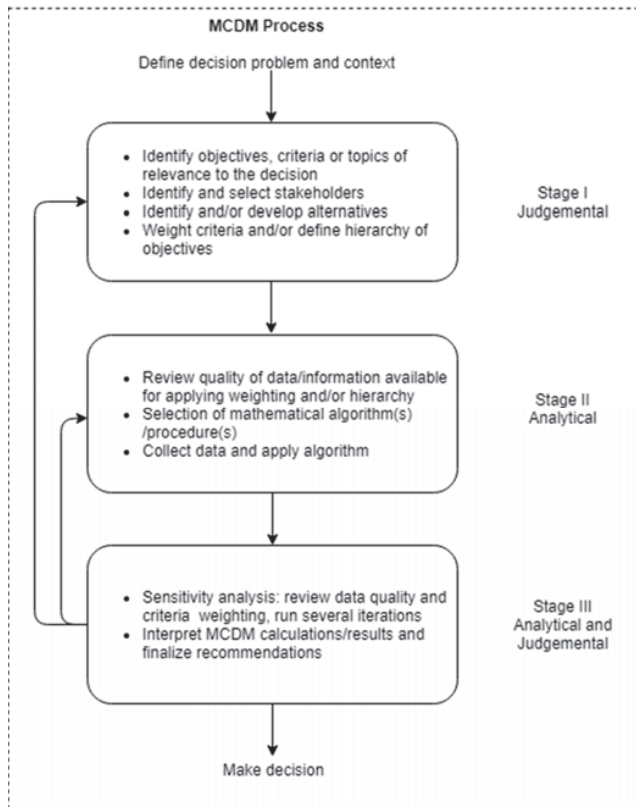 MCDM Process
Define decision problem and context
• Identify objectives, criteria or topics of
relevance to the decision
• Identify and select stakeholders
• Identify and/or develop alternatives
• Weight criteria and/or define hierarchy of
objectives
Stage I
Judgemental
• Review quality of data/information available
for applying weighting and/or hierarchy
• Selection of mathematical algorithm(s)
/procedure(s)
• Collect data and apply algorithm
Stage II
Analytical
• Sensitivity analysis: review data quality and
criteria weighting, run several iterations
• Interpret MCDM calculations/results and
finalize recommendations
Stage III
Analytical and
Judgemental
Make decision